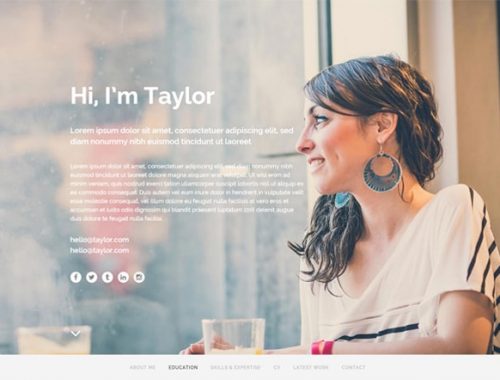 Hi, I'm Taylor
Lorem ipsum dolor sit amet, consectetuer adipiscing elit, sed
diam nonummy nibh euismod tincidunt ut laoreet
Lorem ipsum dolor sit amet, consectetuer adipiscing elit, sed diam nonummy nibh
euismod tincidunt ut laoreet dolore magna aliquam erat volutpat. Ut wisi enim ad
minim veniam, quis nostrud exerci tation ullamcorper suscipit lobortis nisl ut aliquip
ex ea commodo consequat. Duis autem vel eum iriure dolor in hendrerit in vulputate
velit esse molestie consequat, vel illum dolore eu feugiat nulla facilisis at vero eros et
accumsan et iusto odio dignissim qui blandit praesent luptatum zzril delenit augue duis
dolore te feugait nulla facilisi.
hello@taylor.com
hello@taylor.com
ABOUT ME EDUCATION SKILLS & EXPERTISE CV LATEST WORK CONTACT